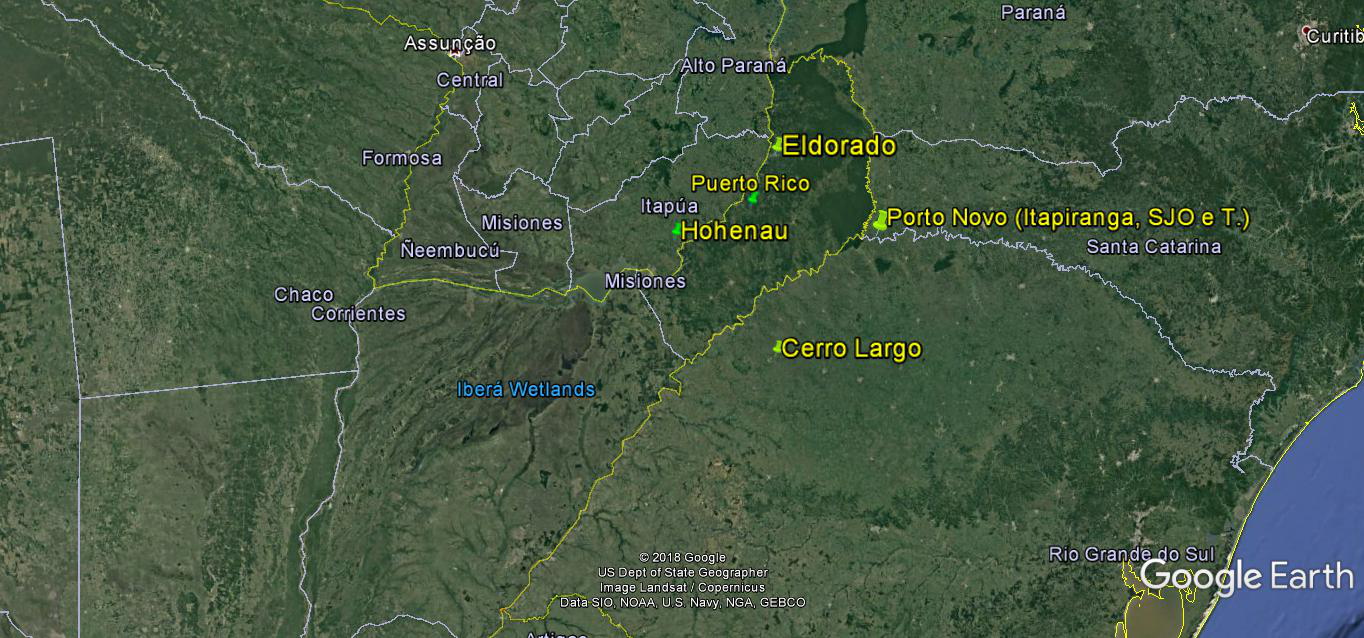 Paraná
Curitib
Assunção
Alto Paraná
Central
Eldorado
Formosa
Puerto Rico
Itapúa
Porto Novo (Itapiranga, SJO e T.)
Misiones
Hohenau
Ñeembucú
Santa Catarina
Misiones
Chaco
Corrientes
Cerro Largo
Iberá Wetlands
Rio Grande do Sul
© 2018 Google
US Dept of State Geographer
Image Landsat / Copernicus
Data SIO, NOAA, U.S. Navy, NGA, GEBCO
Google Earth
Artigas